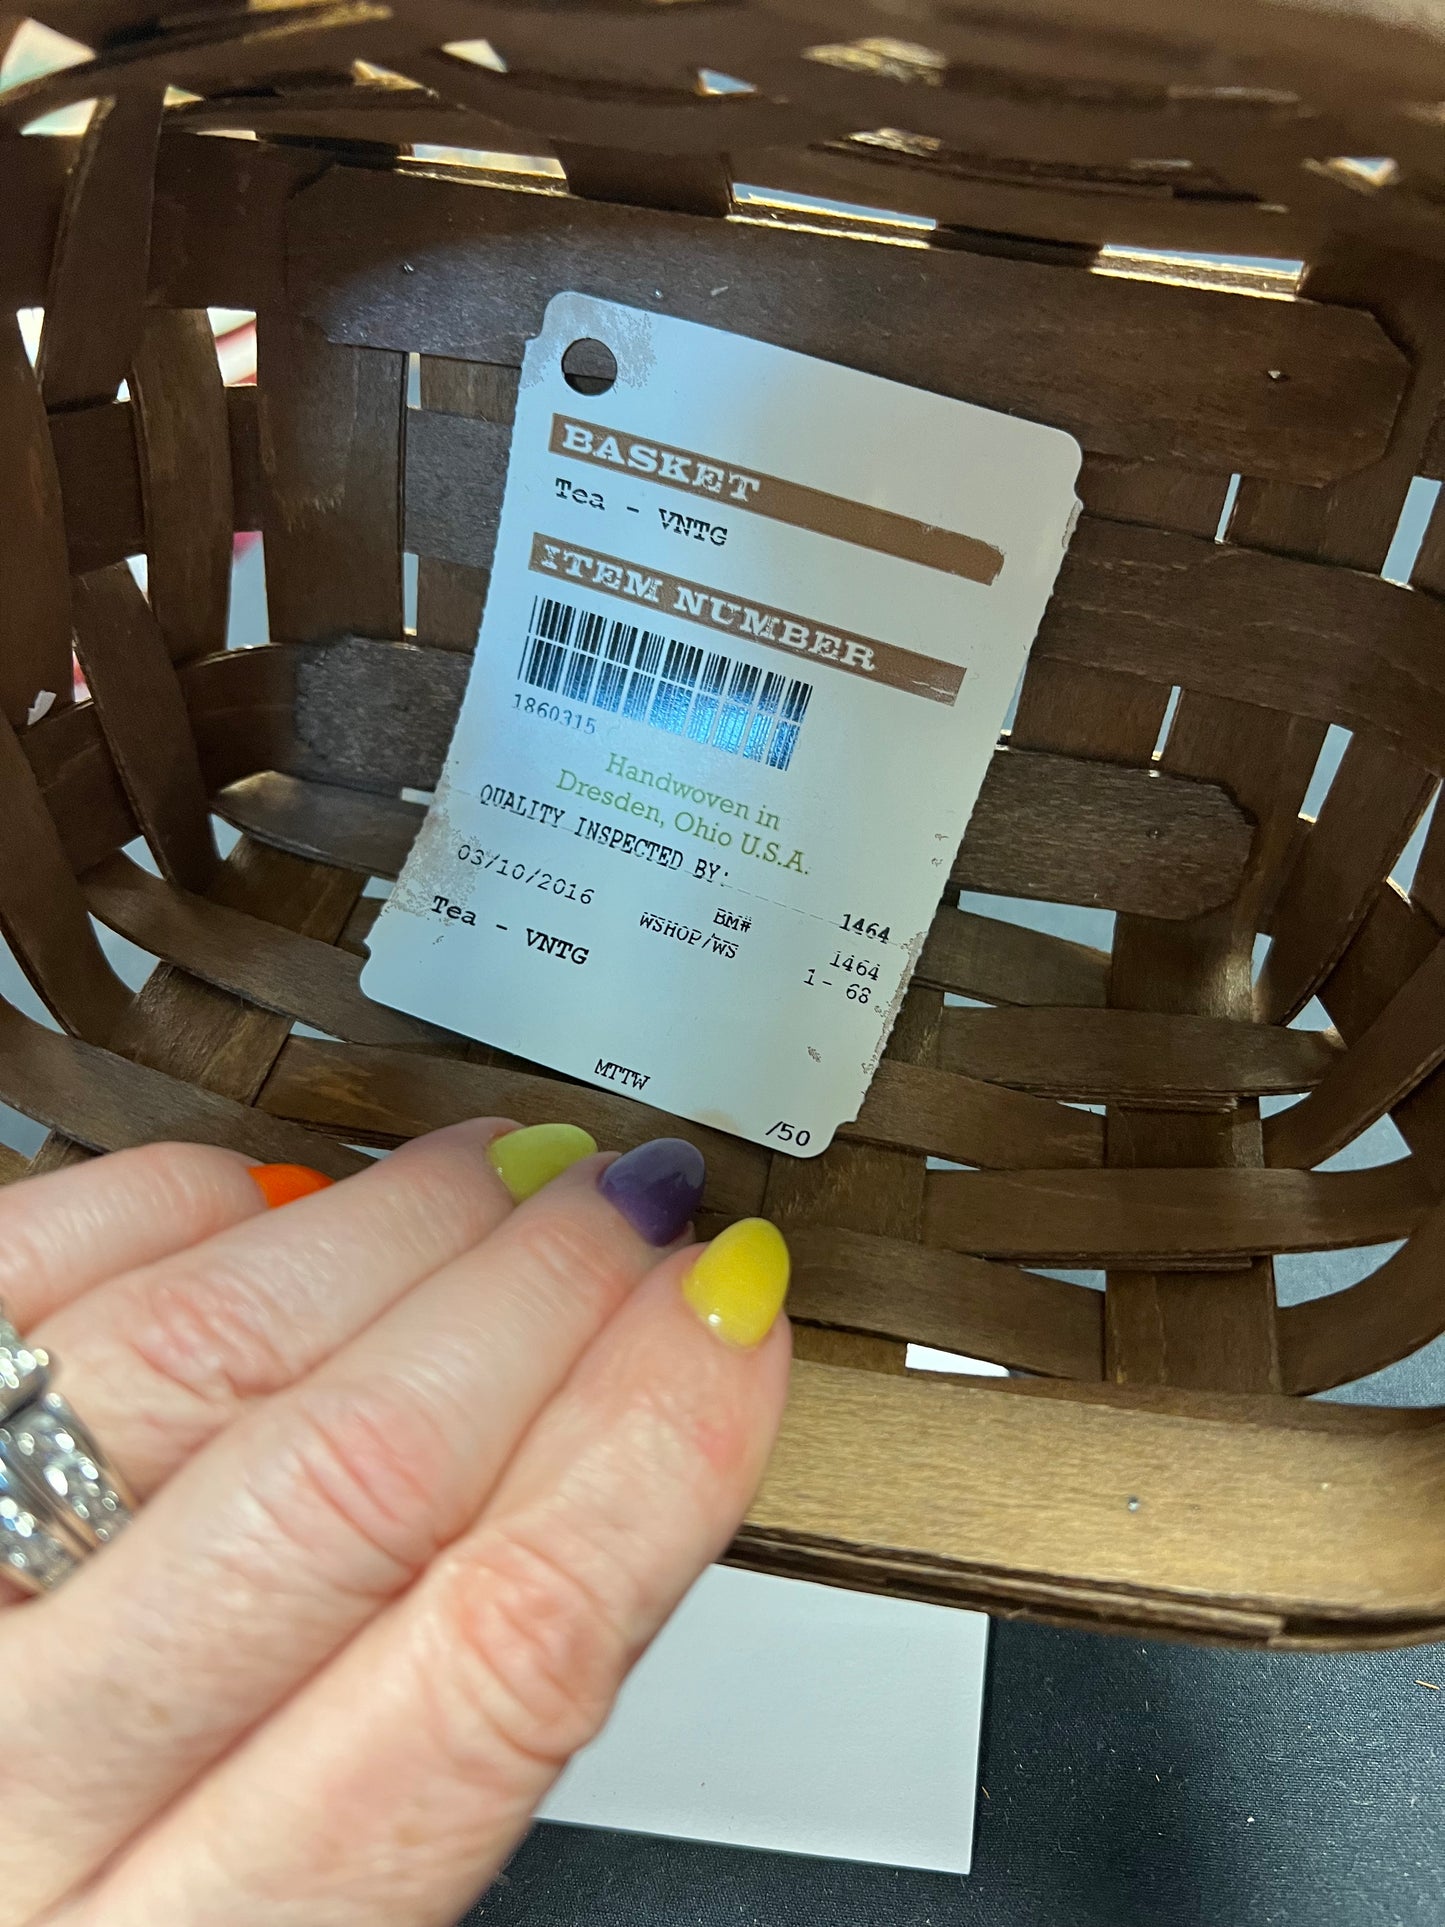 BASKET
Tea - VNTG
ITEM NUMBER
1860315
Handwoven in
Dresden, Ohio U.S.A.
QUALITY INSPECTED BY:
03/10/2016 BM# 1464
WSHOP/WS 1464
Tea - VNTG 1- 68
MTTW
/50